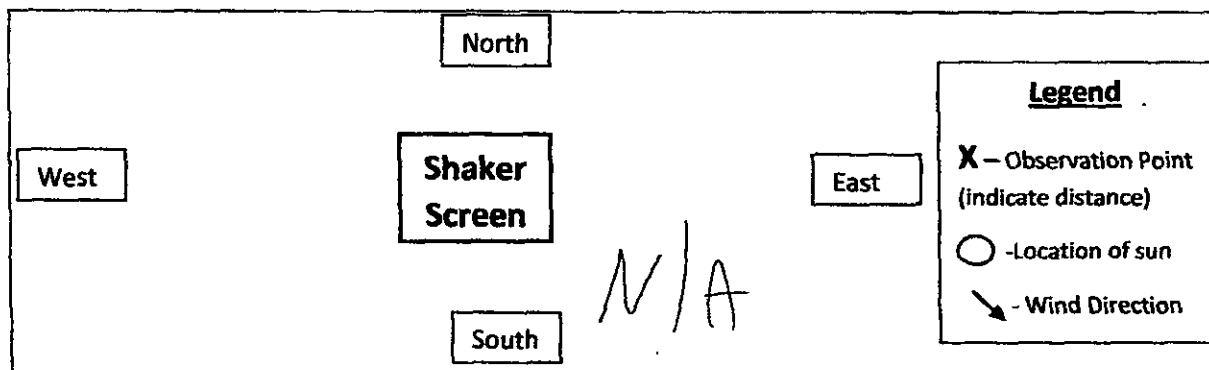 North
West
Shaker
Screen
East
South
N/A
Legend
X – Observation Point
(indicate distance)
-Location of sun
- Wind Direction